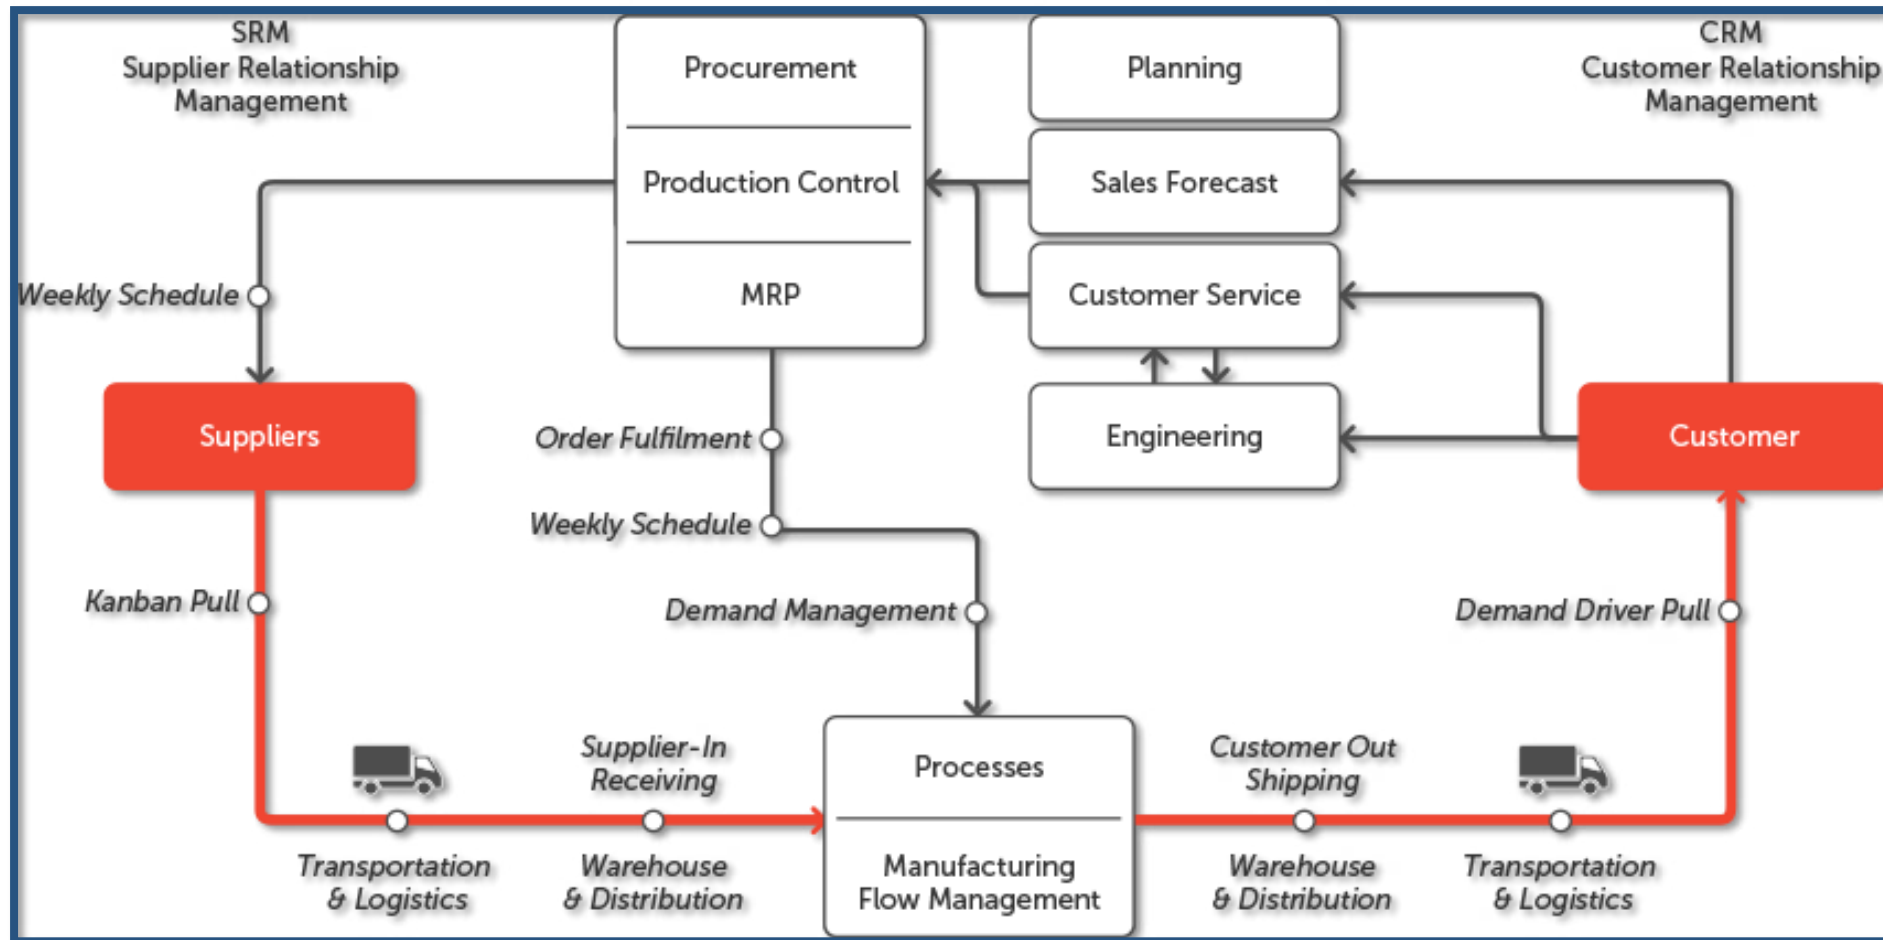 SRM
Supplier Relationship
Management
Procurement
Planning
CRM
Customer Relationship
Management
Production Control
Sales Forecast
Weekly Schedule
MRP
Customer Service
Suppliers
Order Fulfilment
Engineering
Customer
Weekly Schedule
Kanban Pull
Demand Management
Demand Driver Pull
Supplier-In
Receiving
Processes
Customer Out
Shipping
Transportation
& Logistics
Warehouse
& Distribution
Manufacturing
Flow Management
Warehouse
& Distribution
Transportation
& Logistics